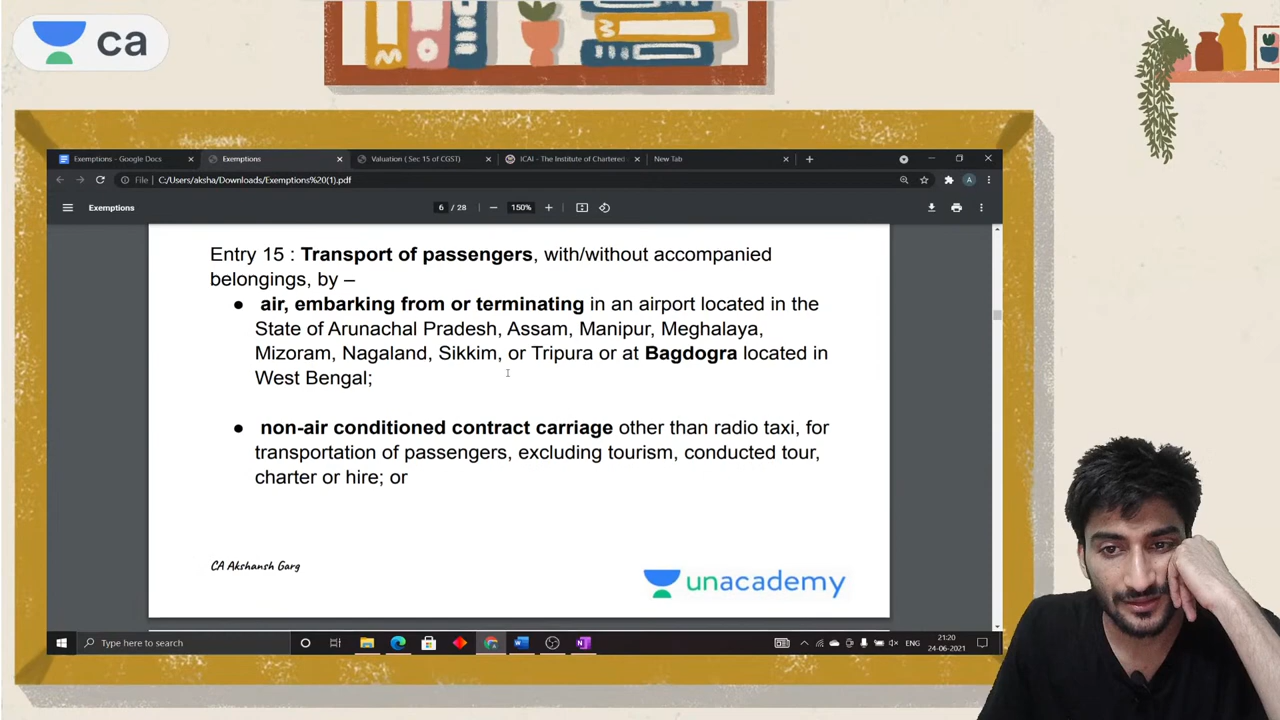 ca
Exemptions - Google Docs
Exemptions
Valuation ( Sec 15 of CGST)
ICAI - The Institute of Chartered
New Tab
File
C:/Users/aksha/Downloads/Exemptions%20(1).pdf
A
Exemptions
6 / 28
150%
Entry 15 : Transport of passengers, with/without accompanied
belongings, by –
● air, embarking from or terminating in an airport located in the
State of Arunachal Pradesh, Assam, Manipur, Meghalaya,
Mizoram, Nagaland, Sikkim, or Tripura or at Bagdogra located in
West Bengal;
● non-air conditioned contract carriage other than radio taxi, for
transportation of passengers, excluding tourism, conducted tour,
charter or hire; or
CA Akshansh Garg
unacademy
Type here to search
ENG
21:20
24-06-2021